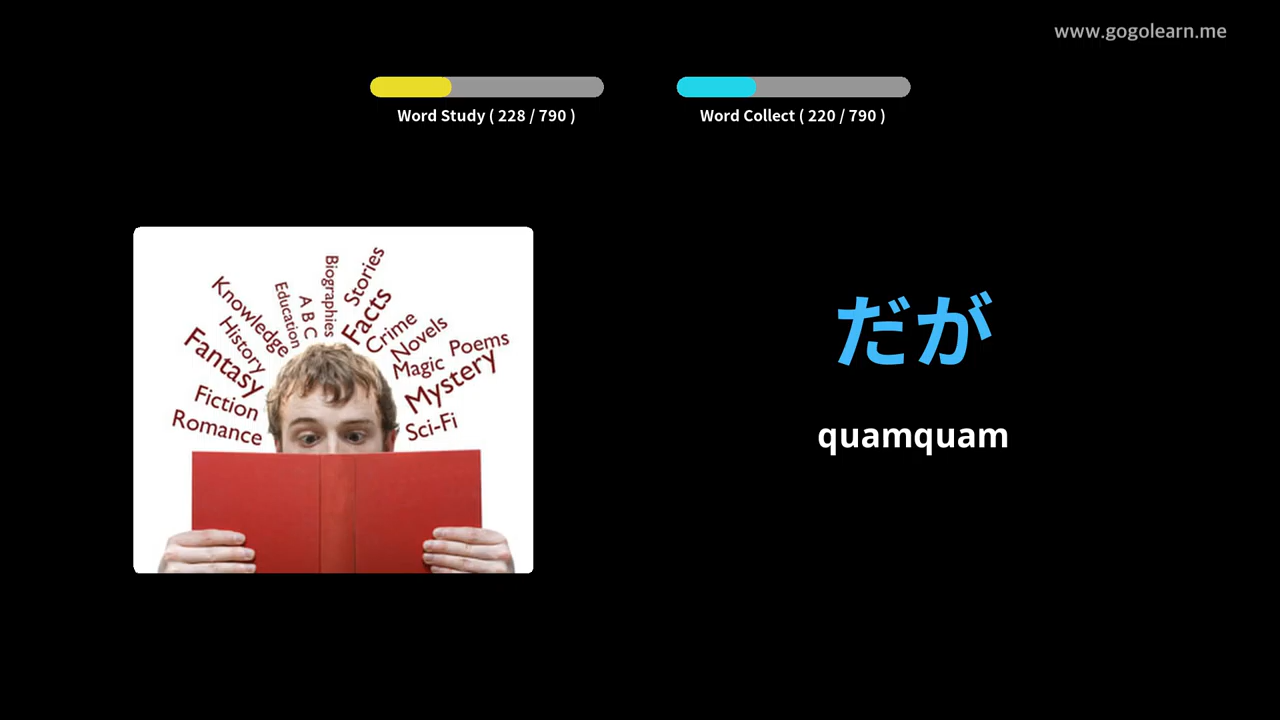 www.gogolearn.me
Word Study ( 228 / 790 )
Word Collect ( 220 / 790 )
Biographies
Stories
Facts
A B C
Education
Knowledge
History
Fantasy
Fiction
Romance
Crime
Novels
Poems
Magic
Mystery
Sci-Fi
だが
quamquam